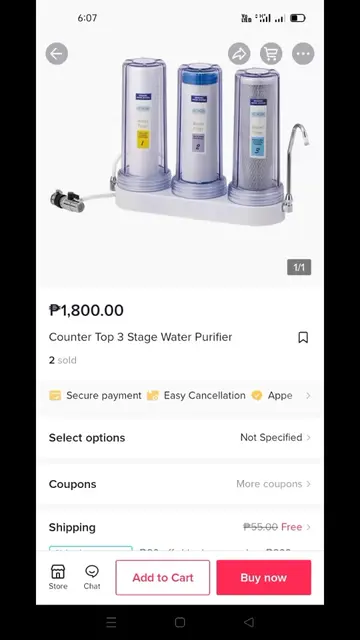 6:07
1/1
₱1,800.00
Counter Top 3 Stage Water Purifier
2 sold
Secure payment Easy Cancellation Appe
Select options Not Specified
Coupons More coupons
Shipping ₱55.00 Free
Store Chat Add to Cart Buy now